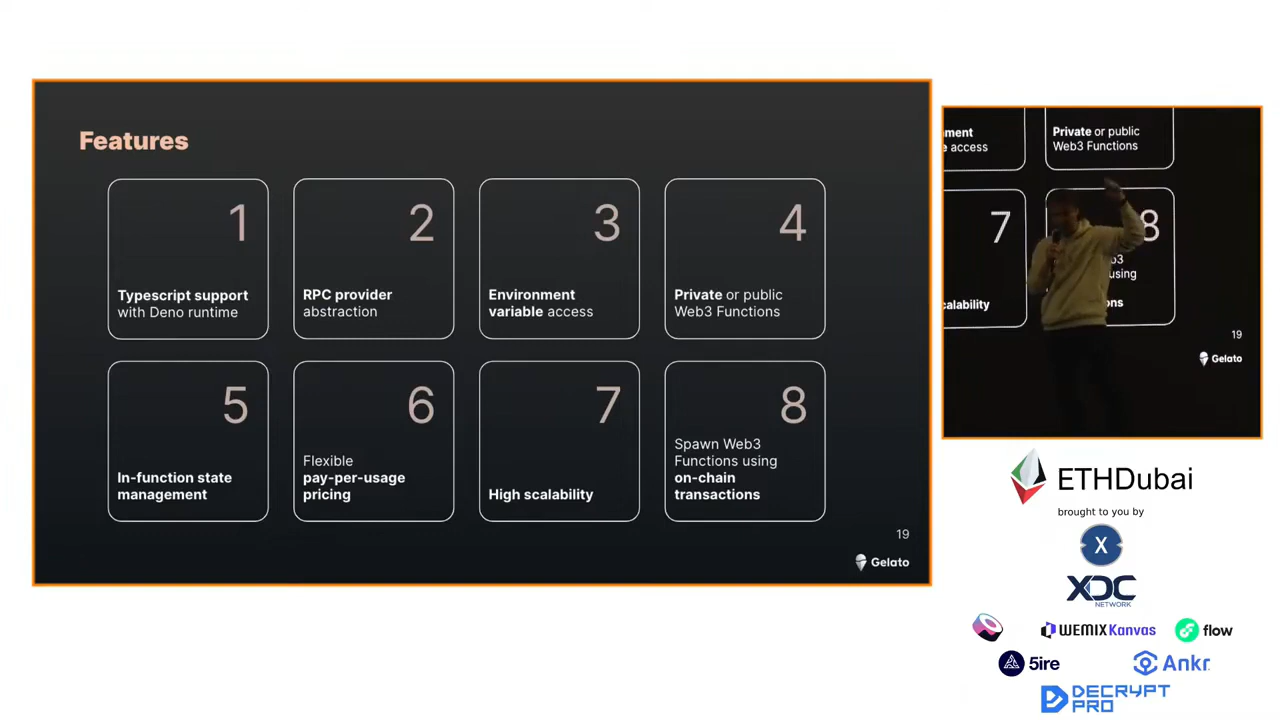 Features
1
Typescript support
with Deno runtime
2
RPC provider
abstraction
3
Environment
variable access
4
Private or public
Web3 Functions
5
In-function state
management
6
Flexible
pay-per-usage
pricing
7
High scalability
8
Spawn Web3
Functions using
on-chain
transactions
19
Gelato
ment
e access
Private or public
Web3 Functions
7
calability
8
b3
using
ons
19
Gelato
ETHDubai
brought to you by
X
XDC
NETWORK
WEMIX Kanvas
flow
5ire
Ankr
DECRYPT
PRO